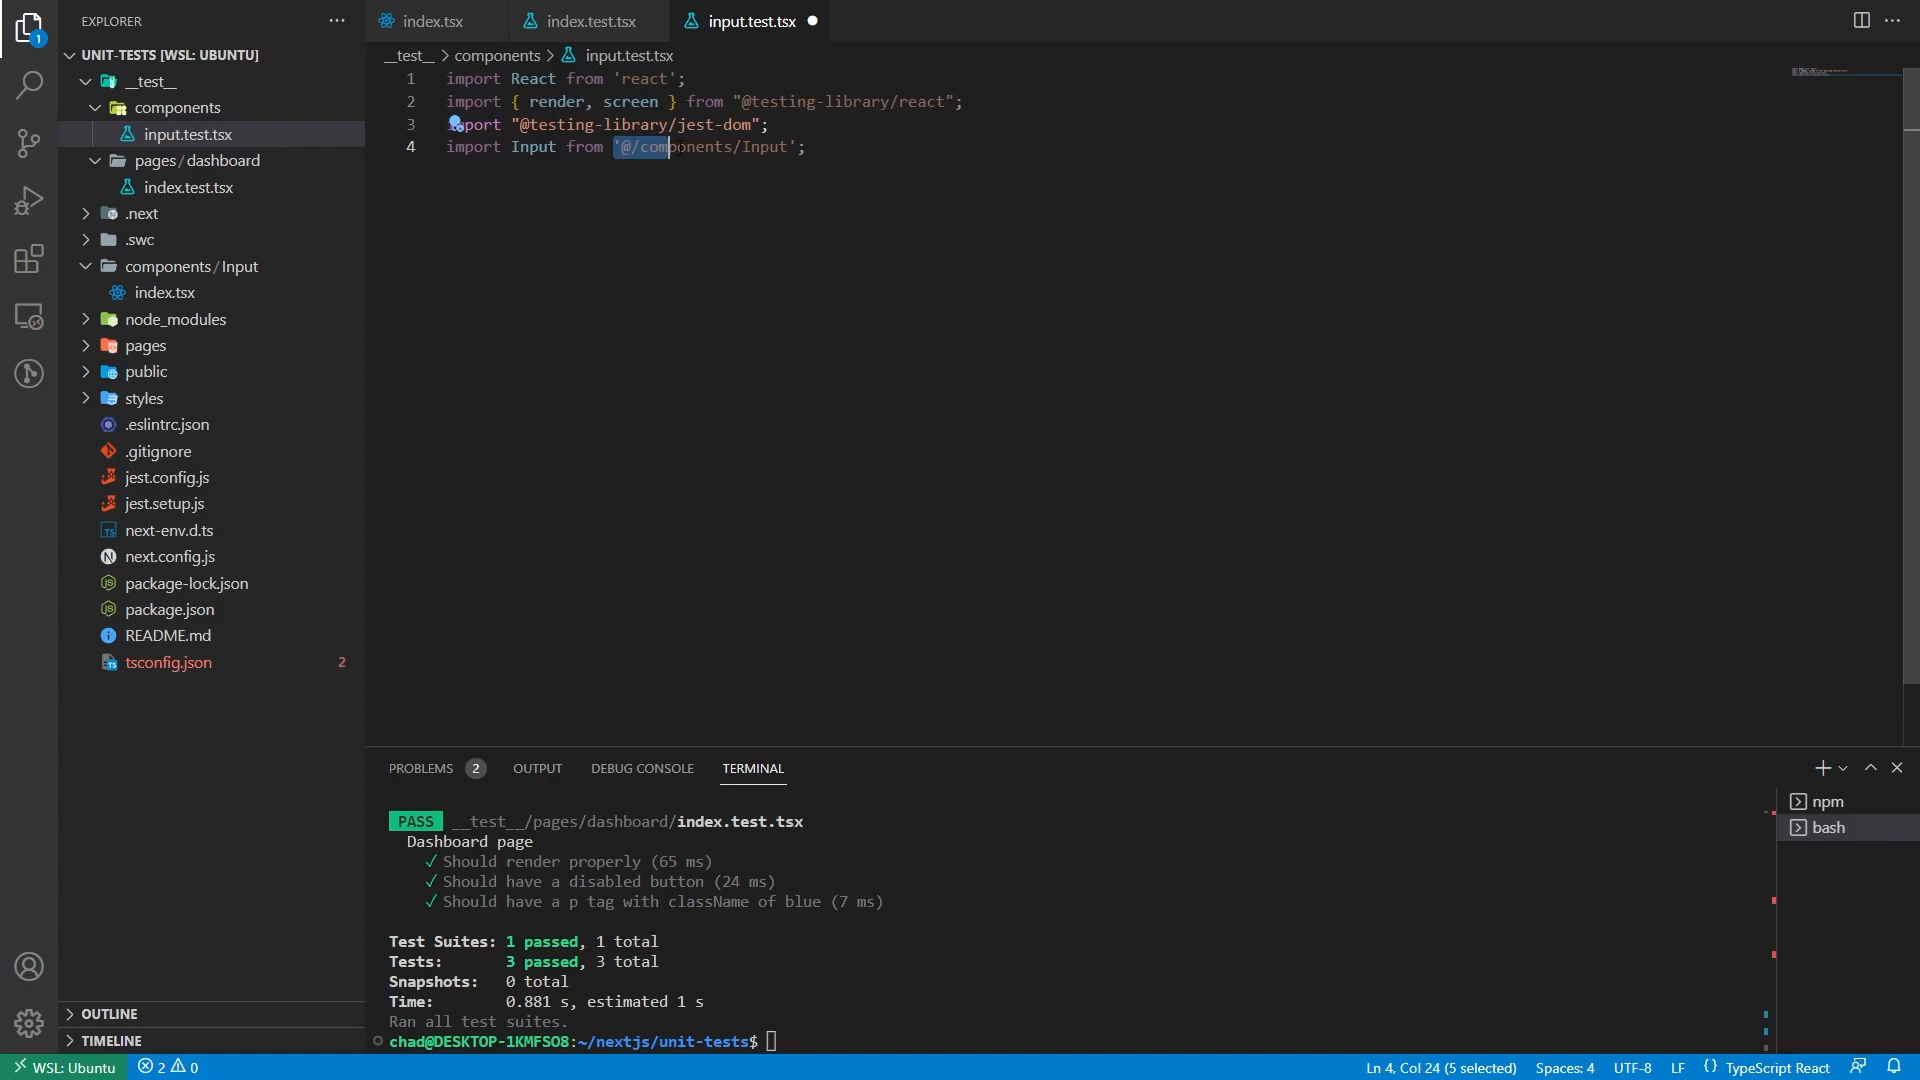 EXPLORER
UNIT-TESTS [WSL: UBUNTU]
__test__
components
input.test.tsx
pages/dashboard
index.test.tsx
.next
.swc
components/Input
index.tsx
node_modules
pages
public
styles
.eslintrc.json
.gitignore
jest.config.js
jest.setup.js
next-env.d.ts
next.config.js
package-lock.json
package.json
README.md
tsconfig.json 2
OUTLINE
TIMELINE
1
index.tsx index.test.tsx input.test.tsx
__test__ > components > input.test.tsx
1 import React from 'react';
2 import { render, screen } from "@testing-library/react";
3 import "@testing-library/jest-dom";
4 import Input from '@/components/Input';
PROBLEMS 2 OUTPUT DEBUG CONSOLE TERMINAL
PASS __test__/pages/dashboard/index.test.tsx
Dashboard page
✓ Should render properly (65 ms)
✓ Should have a disabled button (24 ms)
✓ Should have a p tag with className of blue (7 ms)
Test Suites: 1 passed, 1 total
Tests: 3 passed, 3 total
Snapshots: 0 total
Time: 0.881 s, estimated 1 s
Ran all test suites.
chad@DESKTOP-1KMFSO8:~/nextjs/unit-tests$
npm
bash
WSL: Ubuntu 2 0 Ln 4, Col 24 (5 selected) Spaces: 4 UTF-8 LF {} TypeScript React